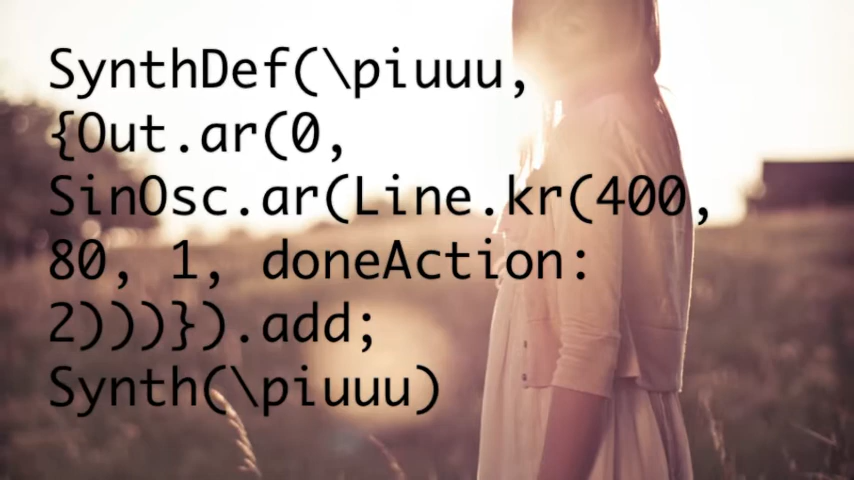 SynthDef(\piuuu,
{Out.ar(0,
SinOsc.ar(Line.kr(400,
80, 1, doneAction:
2)))}).add;
Synth(\piuuu)